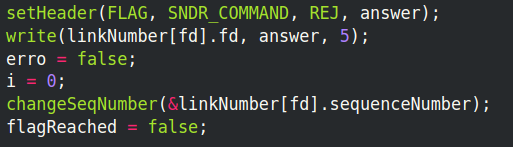 setHeader(FLAG, SNDR_COMMAND, REJ, answer);
write(linkNumber[fd].fd, answer, 5);
erro = false;
i = 0;
changeSeqNumber(&linkNumber[fd].sequenceNumber);
flagReached = false;